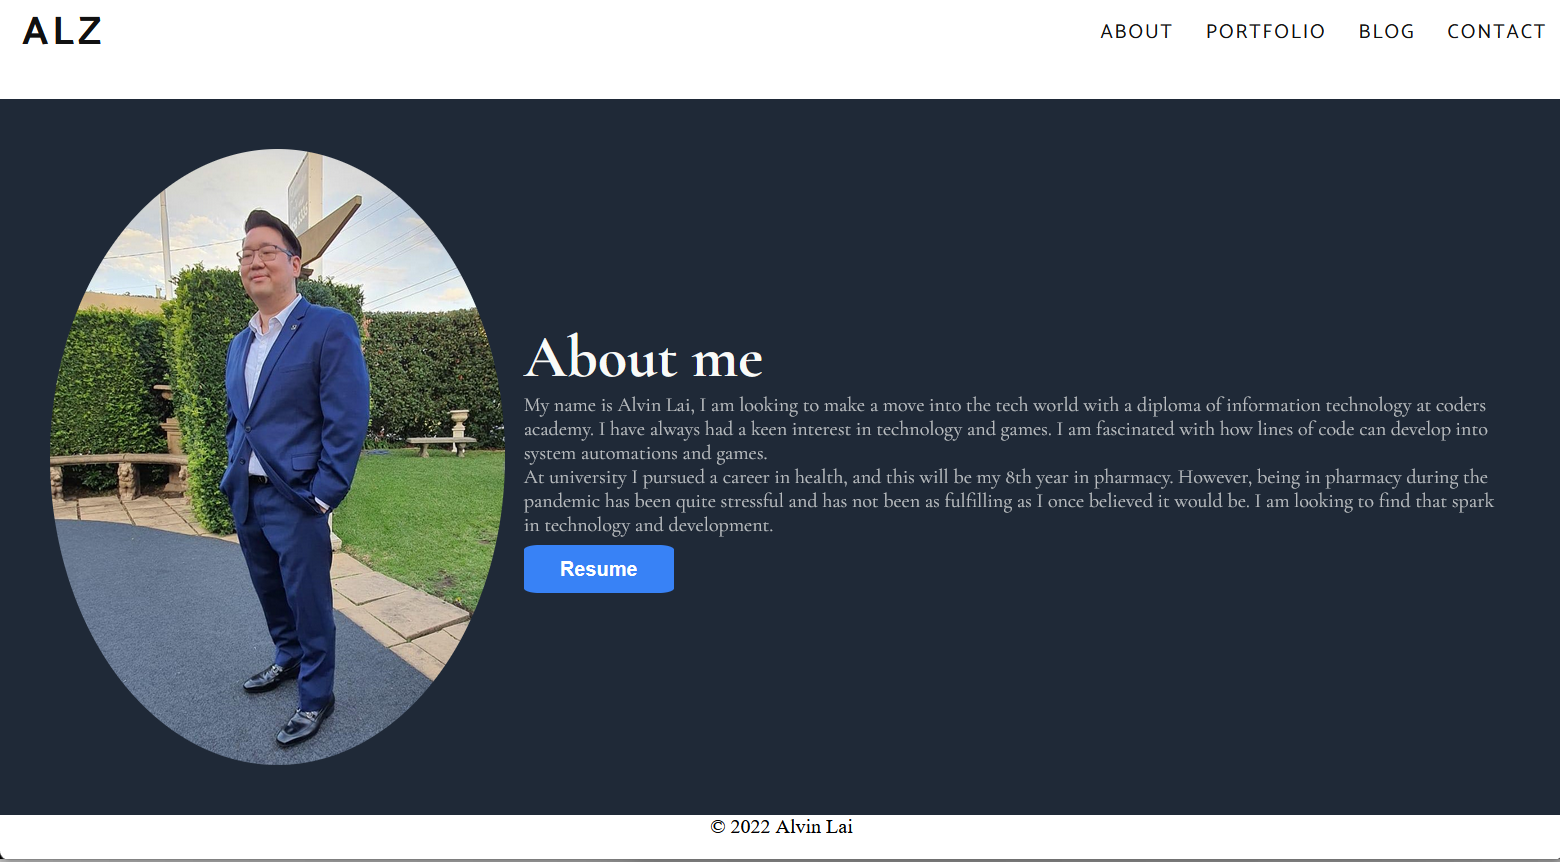 ALZ
ABOUT PORTFOLIO BLOG CONTACT
About me
My name is Alvin Lai, I am looking to make a move into the tech world with a diploma of information technology at coders
academy. I have always had a keen interest in technology and games. I am fascinated with how lines of code can develop into
system automations and games.
At university I pursued a career in health, and this will be my 8th year in pharmacy. However, being in pharmacy during the
pandemic has been quite stressful and has not been as fulfilling as I once believed it would be. I am looking to find that spark
in technology and development.
Resume
© 2022 Alvin Lai